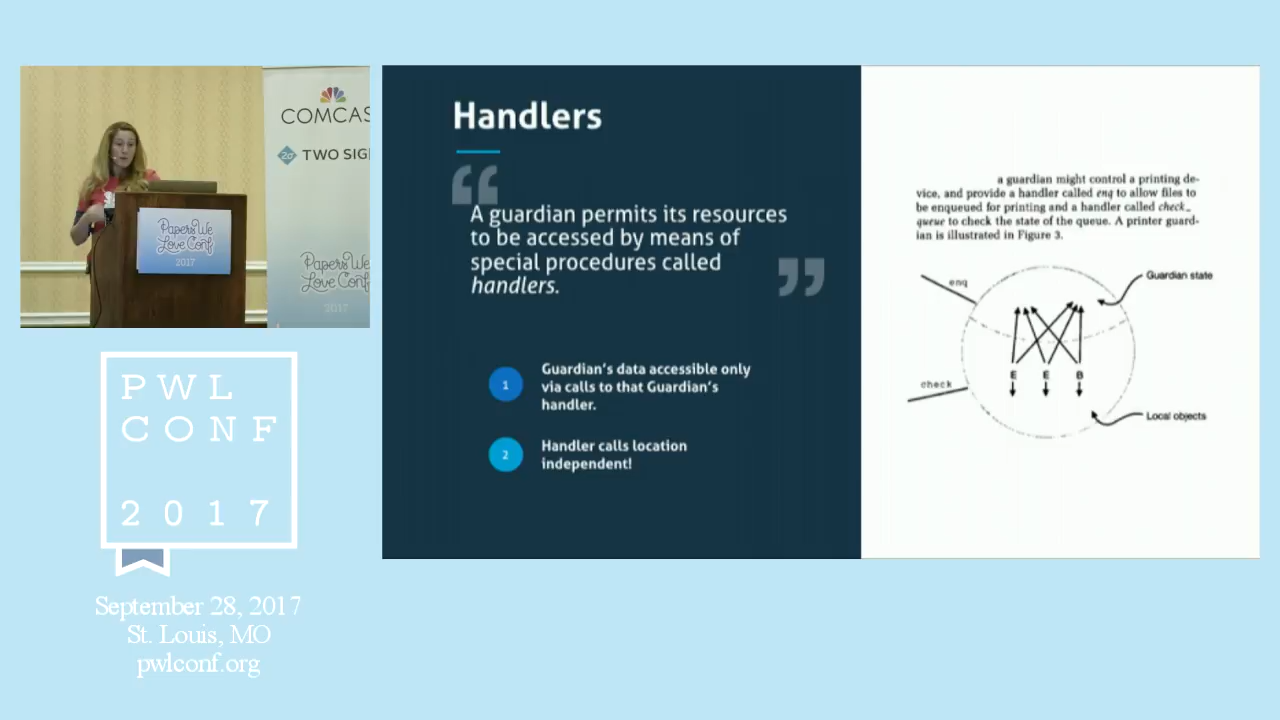 COMCAS
2σ TWO SIG
Papers We
Love Conf
2017
Papers We
Love Conf
2017
PWL
CONF
2017
September 28, 2017
St. Louis, MO
pwlconf.org
Handlers
“
A guardian permits its resources
to be accessed by means of
special procedures called
handlers.
”
1
Guardian's data accessible only
via calls to that Guardian's
handler.
2
Handler calls location
independent!
a guardian might control a printing de-
vice, and provide a handler called enq to allow files to
be enqueued for printing and a handler called check_
queue to check the state of the queue. A printer guard-
ian is illustrated in Figure 3.
enq
Guardian state
E E B
check
Local objects